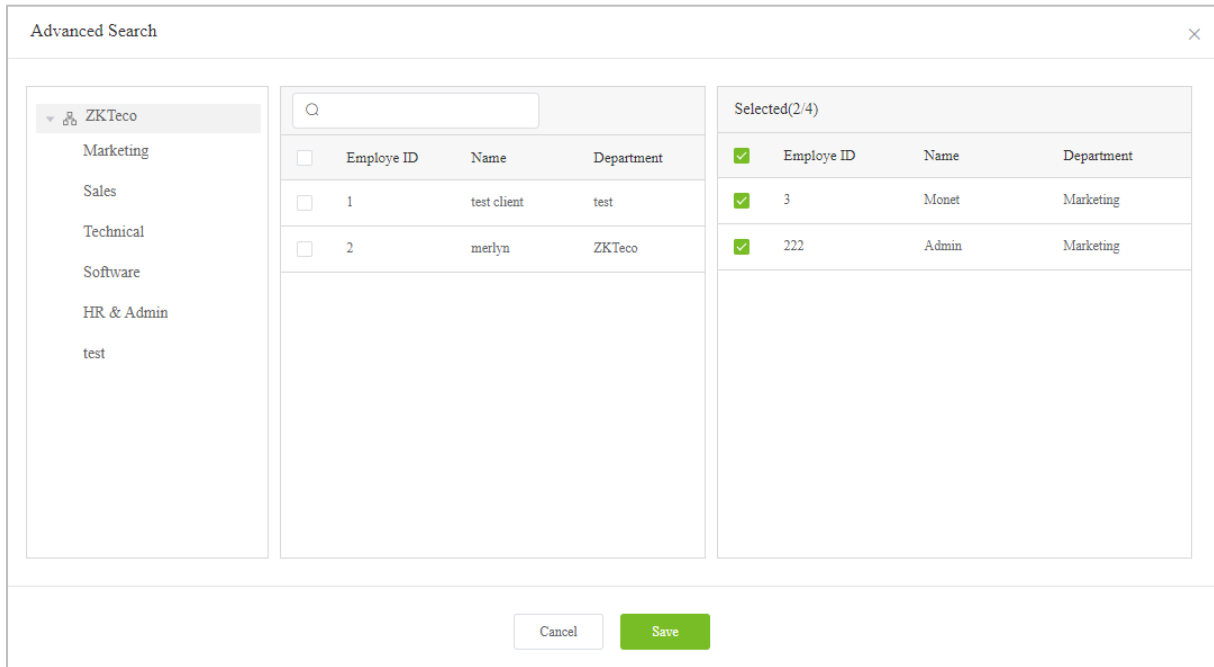 Advanced Search
ZKTeco
Marketing
Sales
Technical
Software
HR & Admin
test
Employe ID Name Department
1 test client test
2 merlyn ZKTeco
Selected(2/4)
Employe ID Name Department
3 Monet Marketing
222 Admin Marketing
Cancel Save